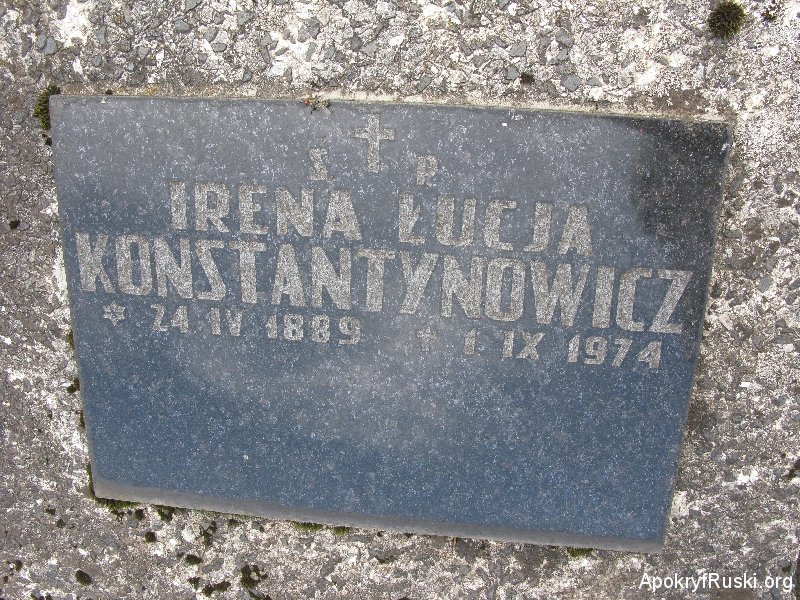 Ś P
IRENA ŁUCJA
KONSTANTYNOWICZ
* 24 IV 1889 + 1 IX 1974
ApokryfRuski.org